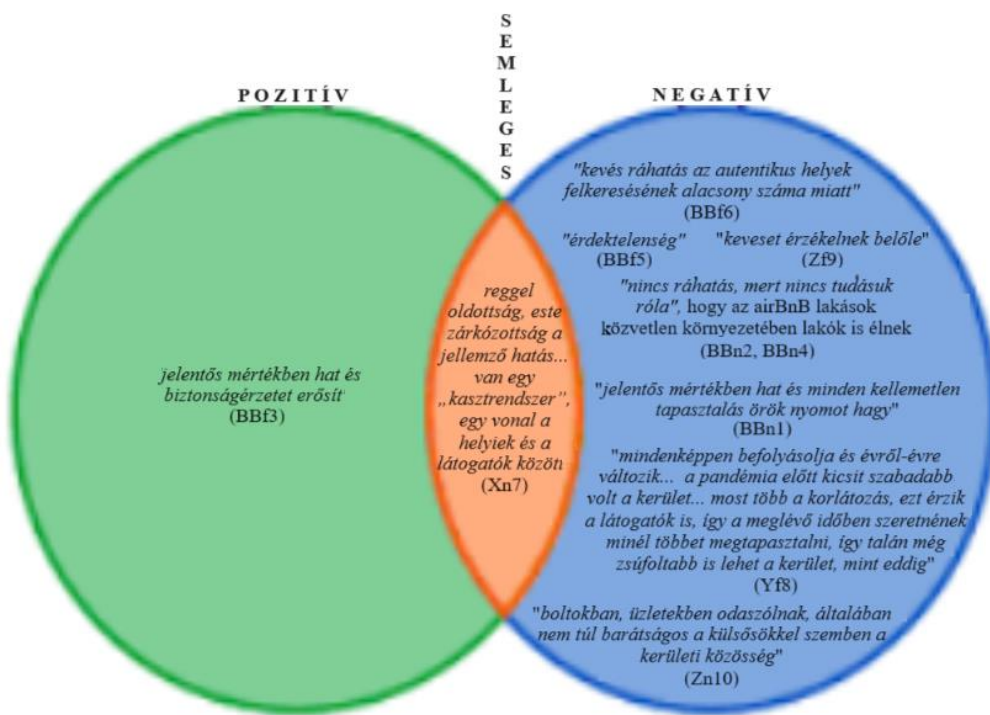 SEMLEGES
POZITÍV
NEGATÍV
jelentős mértékben hat és
biztonságérzetet erősít
(BBf3)
reggel
oldottság, este
zárkózottság a
jellemző hatás...
van egy
„kasztrendszer”,
egy vonal a
helyiek és a
látogatók közöt
(Xn7)
"kevés ráhatás az autentikus helyek
felkeresésének alacsony száma miatt"
(BBf6)
"érdektelenség"
(BBf5)
"keveset érzékelnek belőle"
(Zf9)
"nincs ráhatás, mert nincs tudásuk
róla", hogy az airBnB lakások
közvetlen környezetében lakók is élnek
(BBn2, BBn4)
"jelentős mértékben hat és minden kellemetlen
tapasztalás örök nyomot hagy"
(BBn1)
"mindenképpen befolyásolja és évről-évre
változik... a pandémia előtt kicsit szabadabb
volt a kerület... most több a korlátozás, ezt érzik
a látogatók is, így a meglévő időben szeretnének
minél többet megtapasztalni, így talán még
zsúfoltabb is lehet a kerület, mint eddig"
(Yf8)
"boltokban, üzletekben odaszólnak, általában
nem túl barátságos a külsősökkel szemben a
kerületi közösség"
(Zn10)